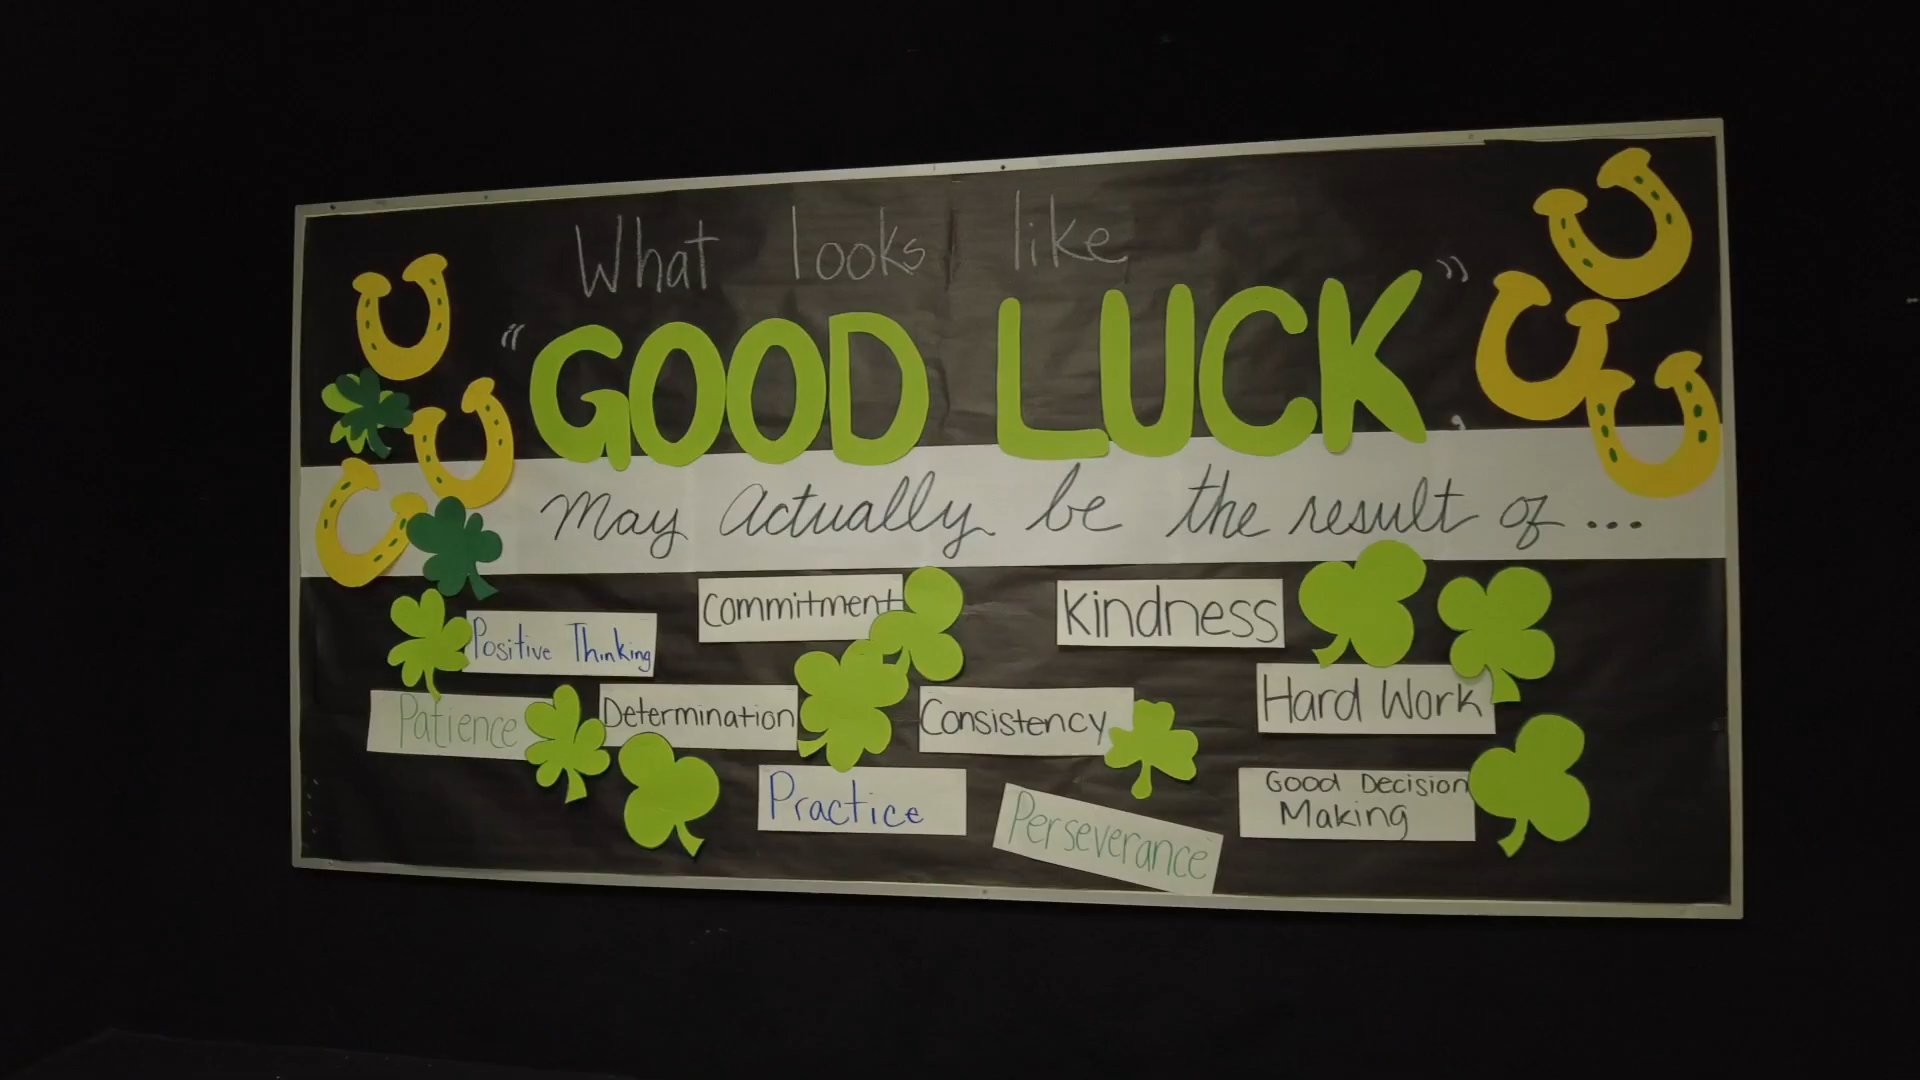 What looks like
"GOOD LUCK",
may actually be the result of ...
Commitment
Kindness
Positive Thinking
Hard Work
Patience
Determination
Consistency
Practice
Perseverance
Good Decision
Making